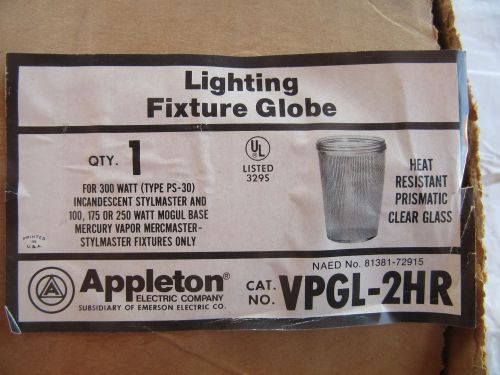 Lighting
Fixture Globe
QTY. 1
FOR 300 WATT (TYPE PS-30)
INCANDESCENT STYLMASTER AND
100, 175 OR 250 WATT MOGUL BASE
MERCURY VAPOR MERCMASTER-
STYLMASTER FIXTURES ONLY
PRINTED
IN
U.S.A.
UL
LISTED
329S
HEAT
RESISTANT
PRISMATIC
CLEAR GLASS
NAED No. 81381-72915
A
Appleton®
ELECTRIC COMPANY
SUBSIDIARY OF EMERSON ELECTRIC CO.
CAT.
NO. VPGL-2HR